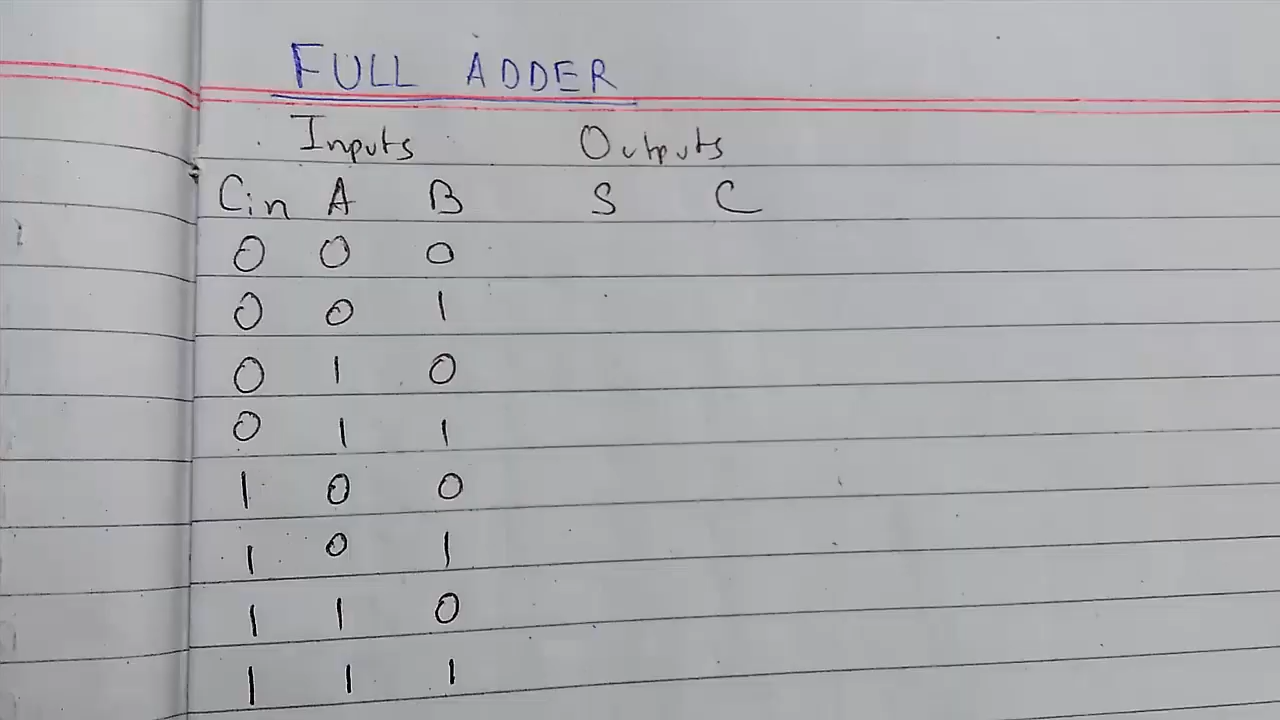 FULL ADDER
Inputs Outputs
Cin A B S C
0 0 0
0 0 1
0 1 0
0 1 1
1 0 0
1 0 1
1 1 0
1 1 1